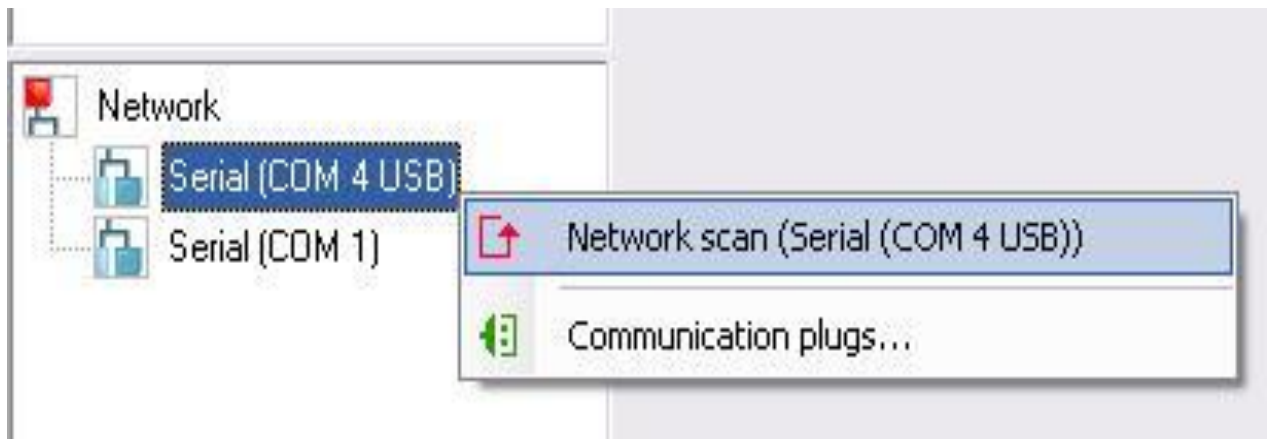 Network
Serial (COM 4 USB)
Serial (COM 1)
Network scan (Serial (COM 4 USB))
Communication plugs...